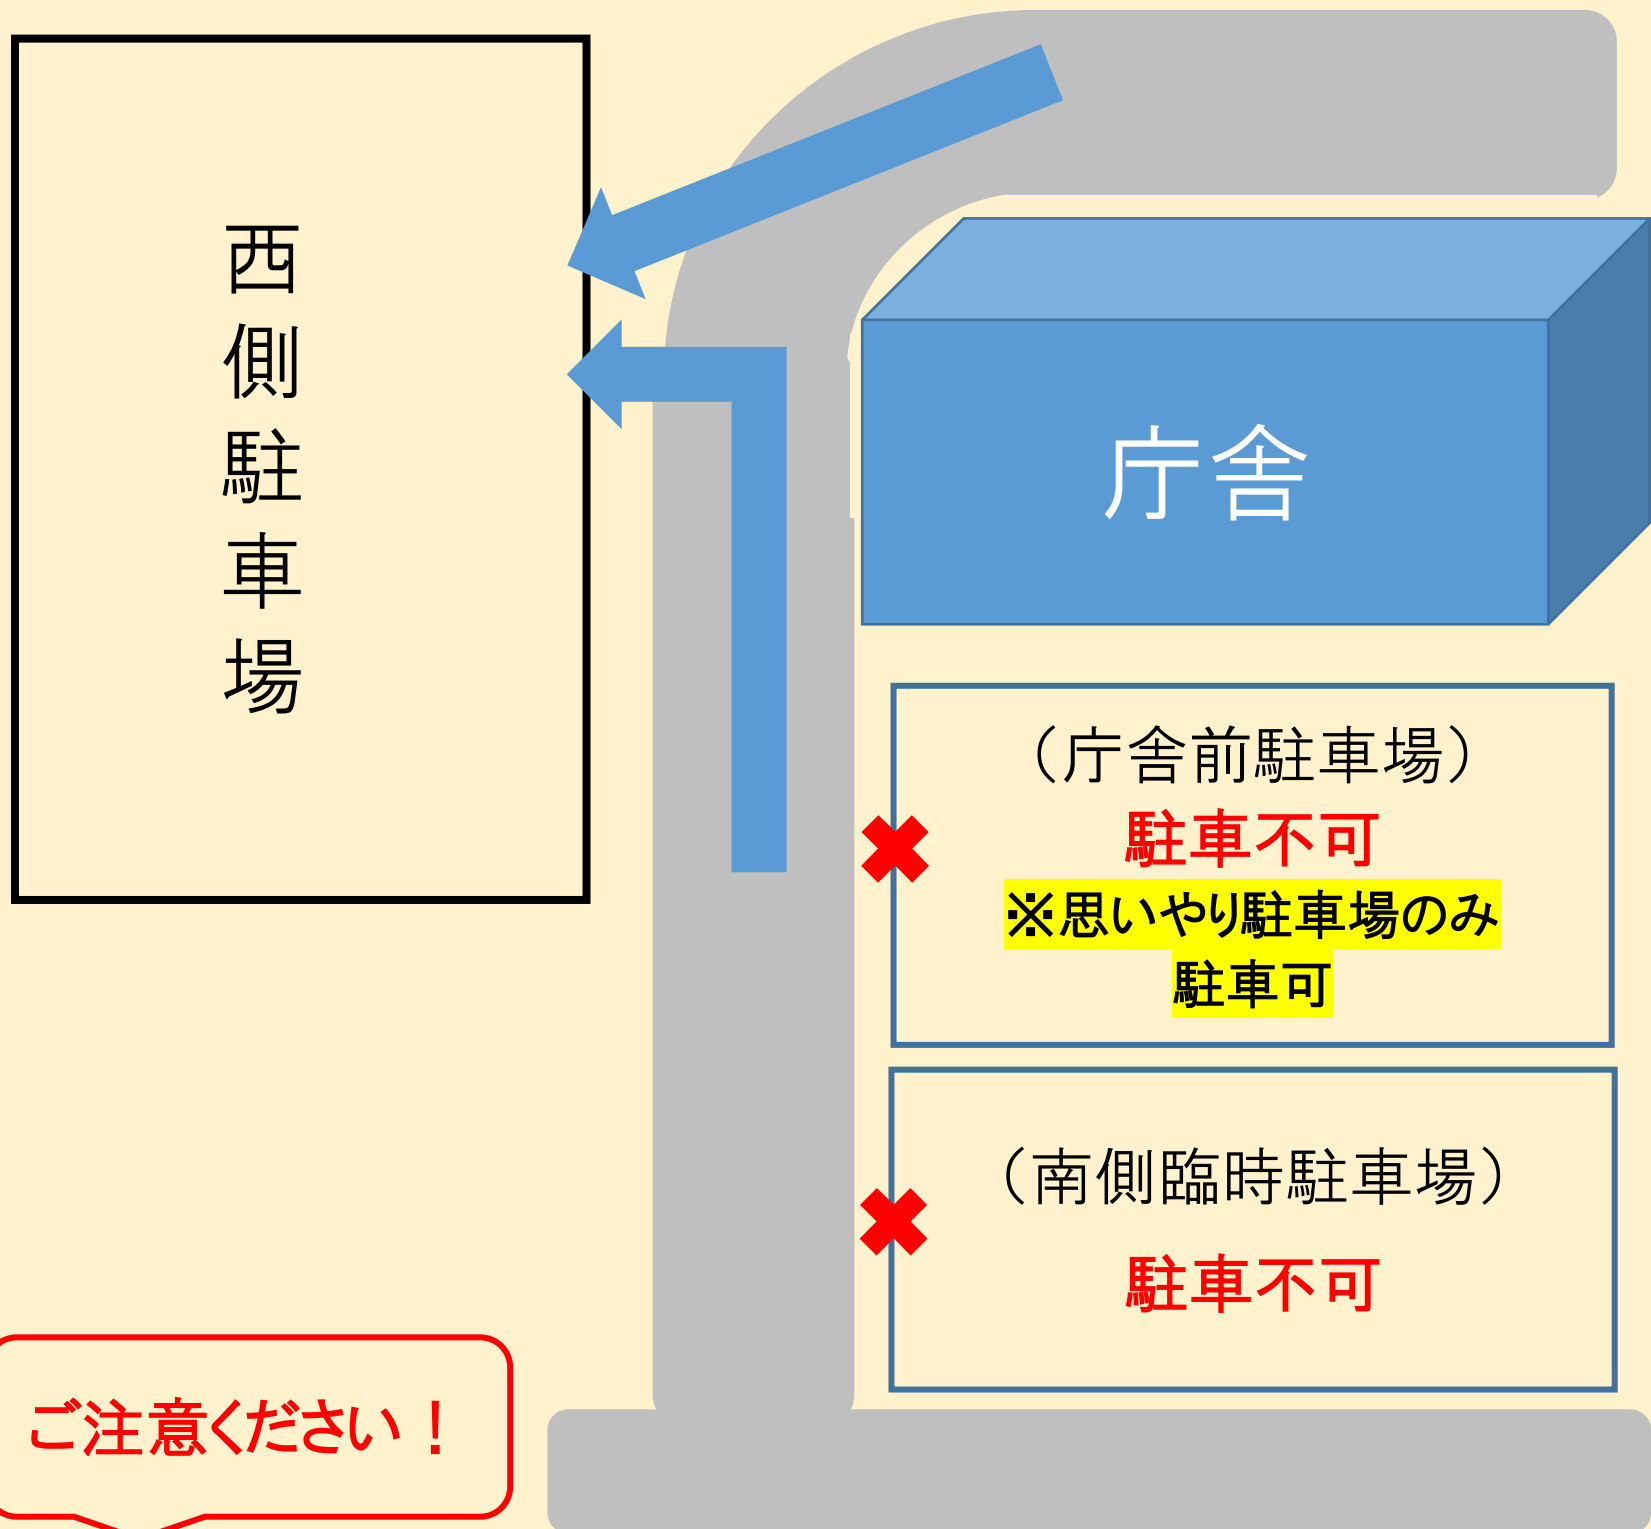 西側駐車場
庁舎
（庁舎前駐車場）
駐車不可
※思いやり駐車場のみ
駐車可
（南側臨時駐車場）
駐車不可
ご注意ください！